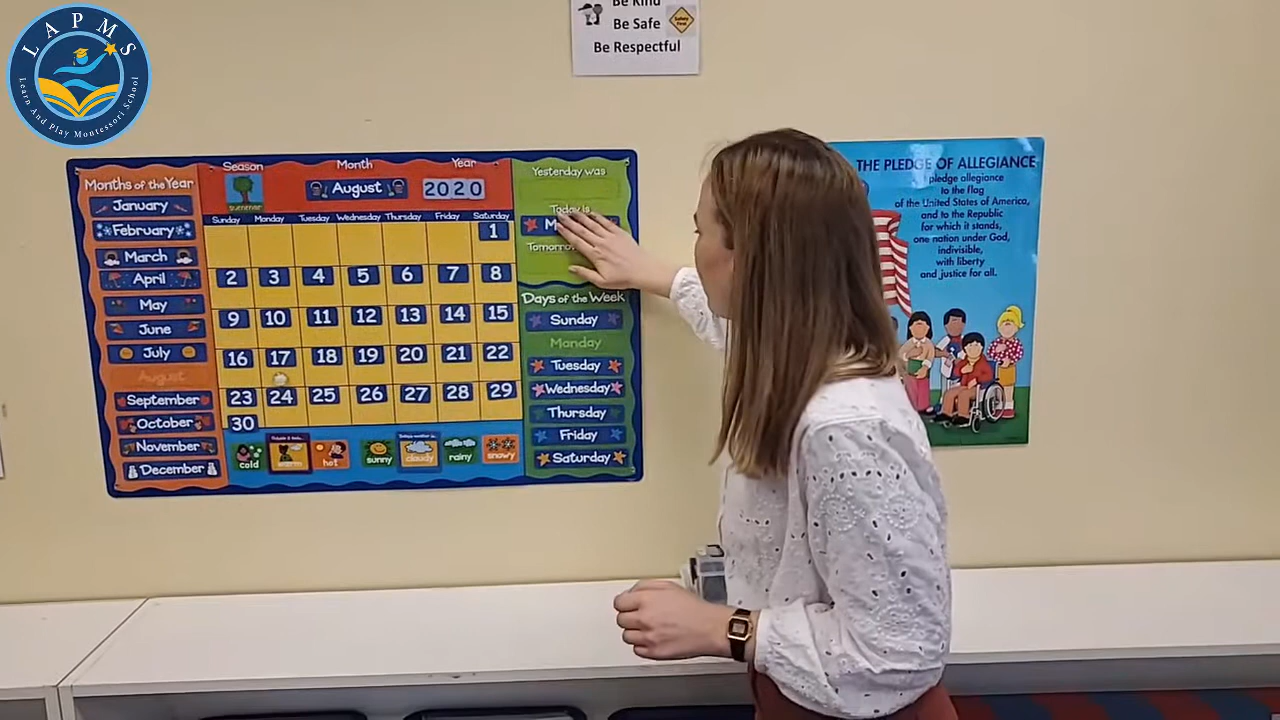 LAPMS
Learn And Play Montessori School
Be Kind
Be Safe
Be Respectful
Safety First
Months of the Year
January
February
March
April
May
June
July
August
September
October
November
December
Season
Month
Year
summer
August
2020
Sunday Monday Tuesday Wednesday Thursday Friday Saturday
1
2 3 4 5 6 7 8
9 10 11 12 13 14 15
16 17 18 19 20 21 22
23 24 25 26 27 28 29
30
cold
warm
hot
sunny
cloudy
rainy
snowy
Yesterday was
Today is
M
Tomorrow
Days of the Week
Sunday
Monday
Tuesday
Wednesday
Thursday
Friday
Saturday
THE PLEDGE OF ALLEGIANCE
I pledge allegiance
to the flag
of the United States of America,
and to the Republic
for which it stands,
one nation under God,
indivisible,
with liberty
and justice for all.